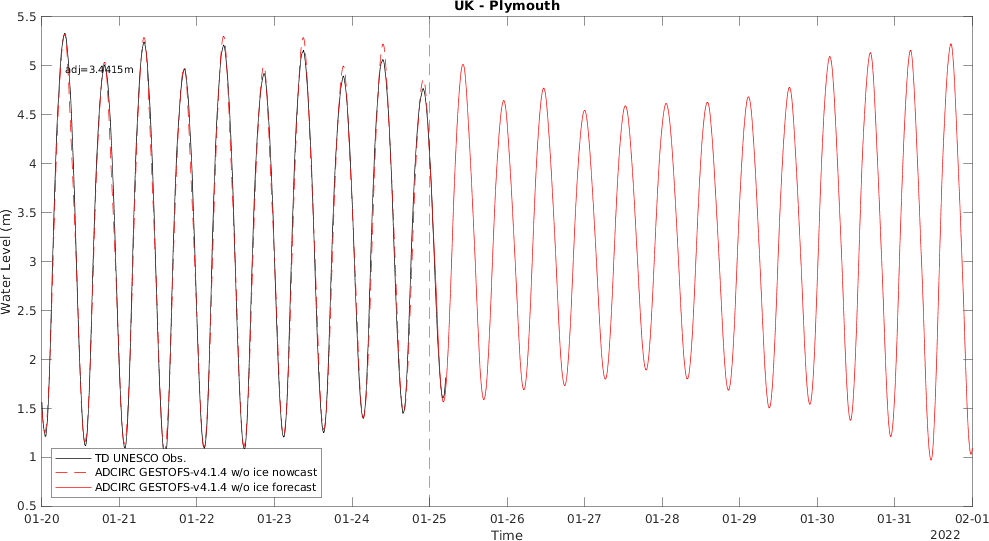 UK - Plymouth
5.5
5
4.5
4
3.5
3
2.5
2
1.5
1
0.5
Water Level (m)
adj=3.4415m
TD UNESCO Obs.
ADCIRC GESTOFS-v4.1.4 w/o ice nowcast
ADCIRC GESTOFS-v4.1.4 w/o ice forecast
01-20 01-21 01-22 01-23 01-24 01-25 01-26 01-27 01-28 01-29 01-30 01-31 02-01
Time
2022